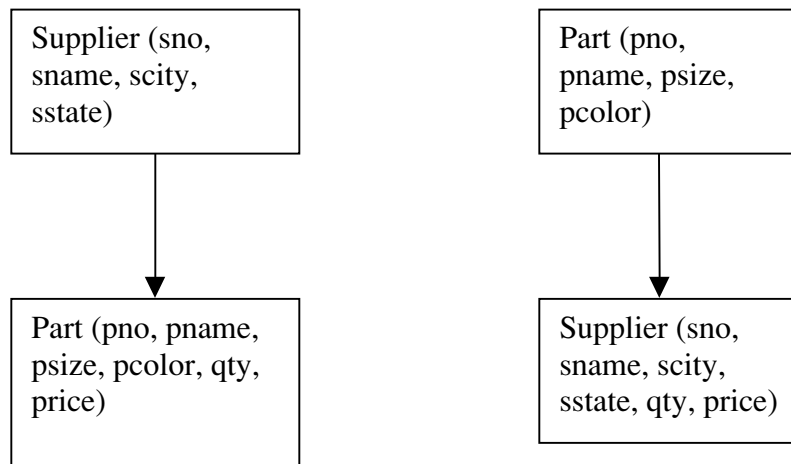 Supplier (sno,
sname, scity,
sstate)
Part (pno,
pname, psize,
pcolor)
Part (pno, pname,
psize, pcolor, qty,
price)
Supplier (sno,
sname, scity,
sstate, qty, price)